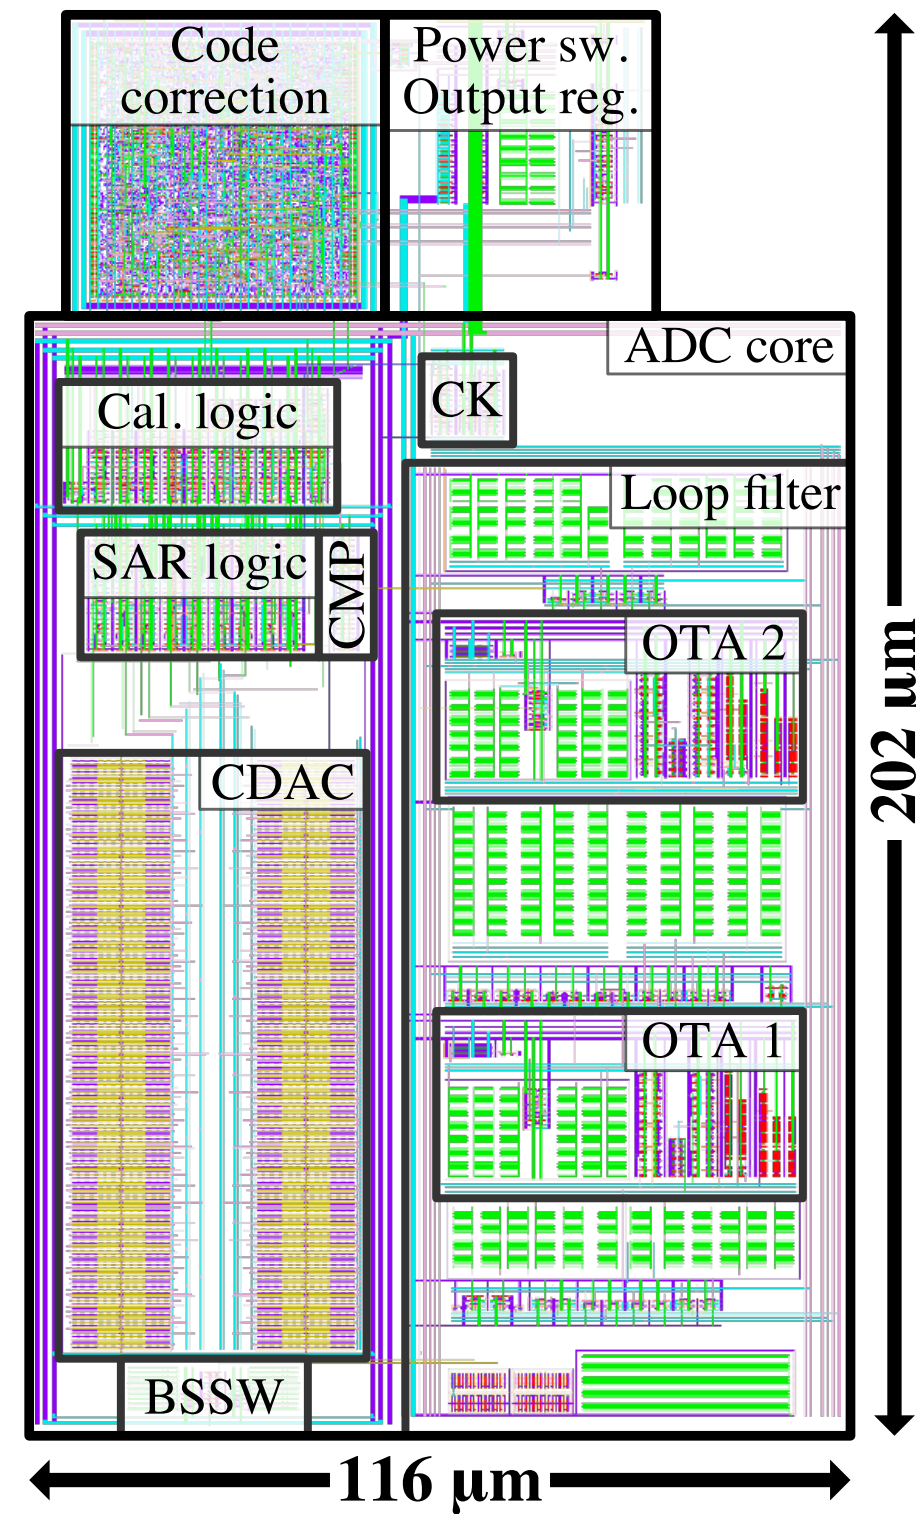 Code
correction
Power sw.
Output reg.
ADC core
CK
Cal. logic
Loop filter
SAR logic
CMP
OTA 2
CDAC
OTA 1
BSSW
202 μm
116 μm